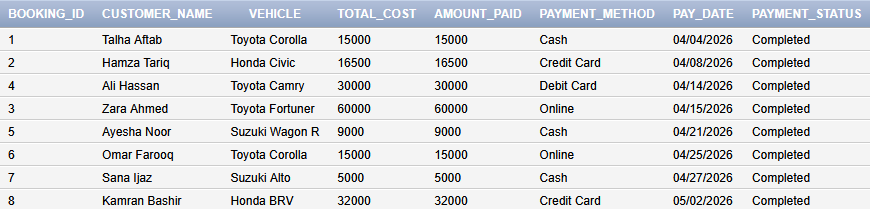 BOOKING_ID CUSTOMER_NAME VEHICLE TOTAL_COST AMOUNT_PAID PAYMENT_METHOD PAY_DATE PAYMENT_STATUS
1 Talha Aftab Toyota Corolla 15000 15000 Cash 04/04/2026 Completed
2 Hamza Tariq Honda Civic 16500 16500 Credit Card 04/08/2026 Completed
4 Ali Hassan Toyota Camry 30000 30000 Debit Card 04/14/2026 Completed
3 Zara Ahmed Toyota Fortuner 60000 60000 Online 04/15/2026 Completed
5 Ayesha Noor Suzuki Wagon R 9000 9000 Cash 04/21/2026 Completed
6 Omar Farooq Toyota Corolla 15000 15000 Online 04/25/2026 Completed
7 Sana Ijaz Suzuki Alto 5000 5000 Cash 04/27/2026 Completed
8 Kamran Bashir Honda BRV 32000 32000 Credit Card 05/02/2026 Completed